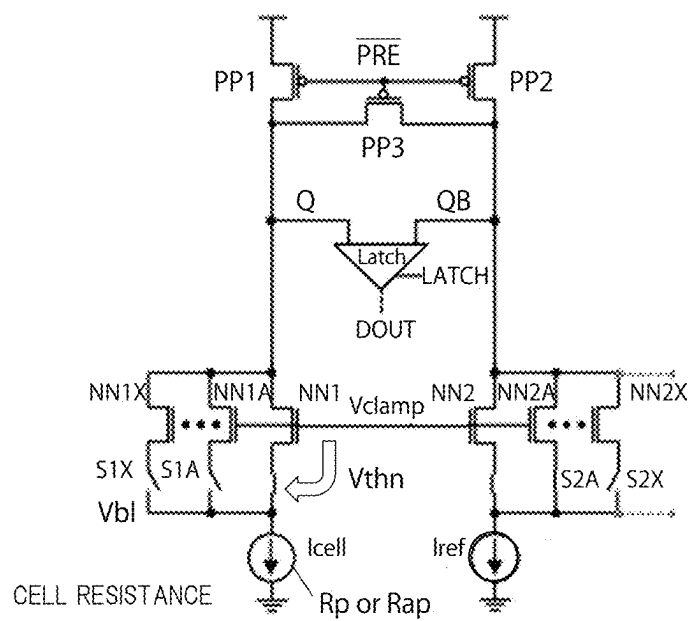 PRE
PP1
PP2
PP3
Q
QB
Latch
LATCH
DOUT
NN1X
NN1A
NN1
Vclamp
NN2
NN2A
NN2X
S1X
S1A
Vthn
S2A
S2X
Vbl
Icell
Iref
CELL RESISTANCE
Rp or Rap